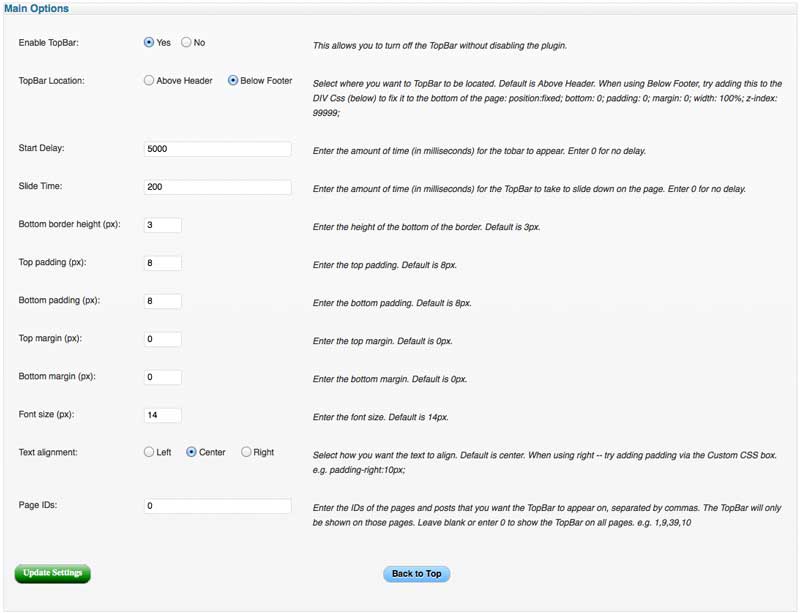 Main Options
Enable TopBar: Yes No This allows you to turn off the TopBar without disabling the plugin.
TopBar Location: Above Header Below Footer Select where you want to TopBar to be located. Default is Above Header. When using Below Footer, try adding this to the
DIV Css (below) to fix it to the bottom of the page: position:fixed; bottom: 0; padding: 0; margin: 0; width: 100%; z-index:
99999;
Start Delay: 5000 Enter the amount of time (in milliseconds) for the tobar to appear. Enter 0 for no delay.
Slide Time: 200 Enter the amount of time (in milliseconds) for the TopBar to take to slide down on the page. Enter 0 for no delay.
Bottom border height (px): 3 Enter the height of the bottom of the border. Default is 3px.
Top padding (px): 8 Enter the top padding. Default is 8px.
Bottom padding (px): 8 Enter the bottom padding. Default is 8px.
Top margin (px): 0 Enter the top margin. Default is 0px.
Bottom margin (px): 0 Enter the bottom margin. Default is 0px.
Font size (px): 14 Enter the font size. Default is 14px.
Text alignment: Left Center Right Select how you want the text to align. Default is center. When using right -- try adding padding via the Custom CSS box.
e.g. padding-right:10px;
Page IDs: 0 Enter the IDs of the pages and posts that you want the TopBar to appear on, separated by commas. The TopBar will only
be shown on those pages. Leave blank or enter 0 to show the TopBar on all pages. e.g. 1,9,39,10
Update Settings Back to Top